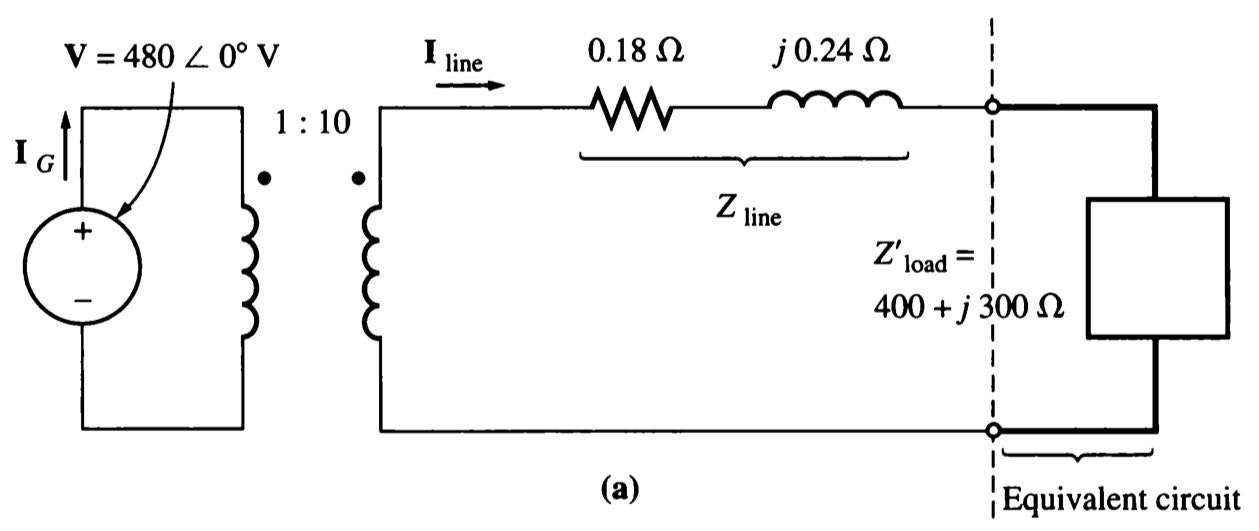 V = 480 ∠ 0° V
I line
0.18 Ω
j 0.24 Ω
1 : 10
I G
+
−
Z line
Z′load =
400 + j 300 Ω
(a)
Equivalent circuit